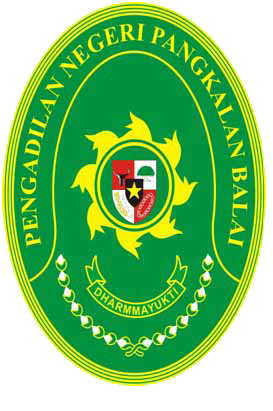 PENGADILAN NEGERI PANGKALAN BALAI
DHARMMAYUKTI